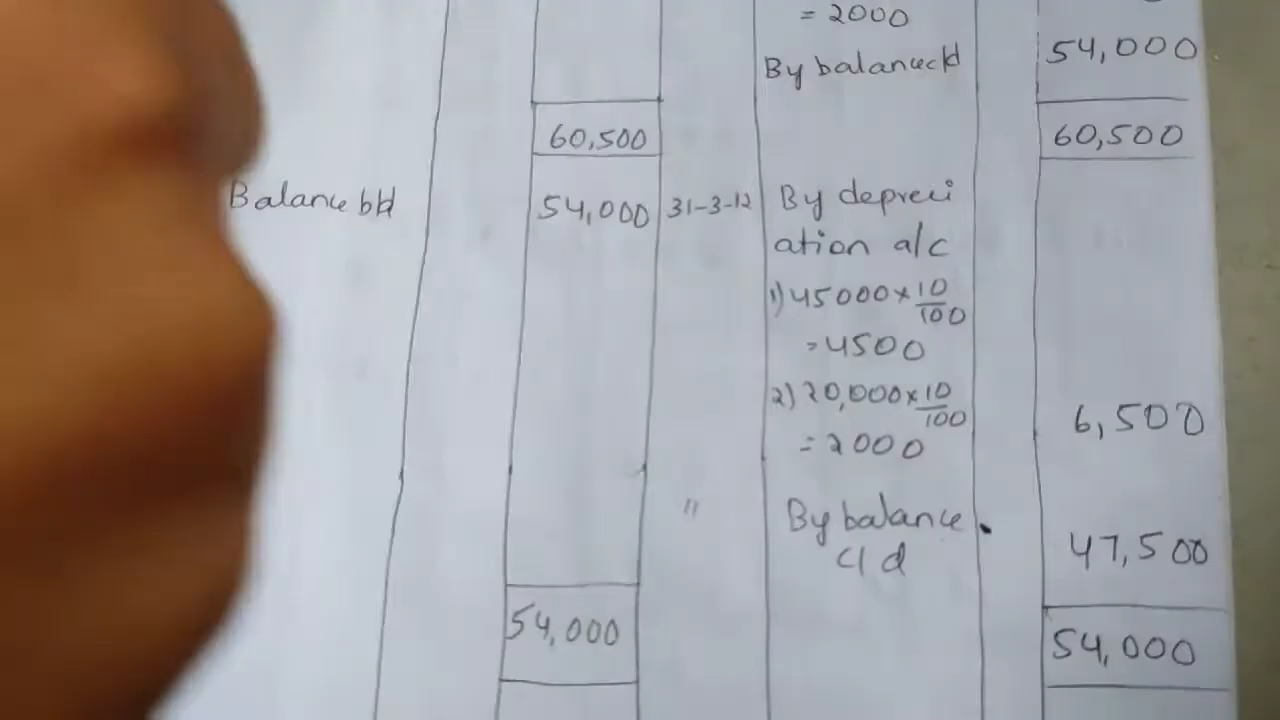 = 2000
By balance c/d 54,000
60,500 60,500
Balance b/d 54,000 31-3-12 By depreci
ation a/c
1) 45000 × 10/100
= 4500
2) 20,000 × 10/100 6,500
= 2000
" By balance 47,500
c/d
54,000 54,000